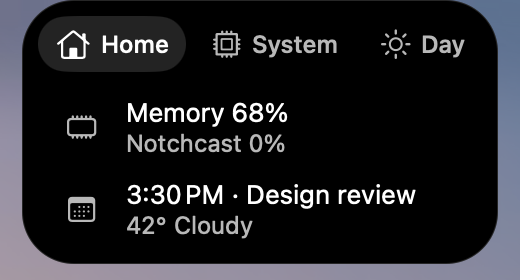 Home System Day
Memory 68%
Notchcast 0%
3:30 PM · Design review
42° Cloudy